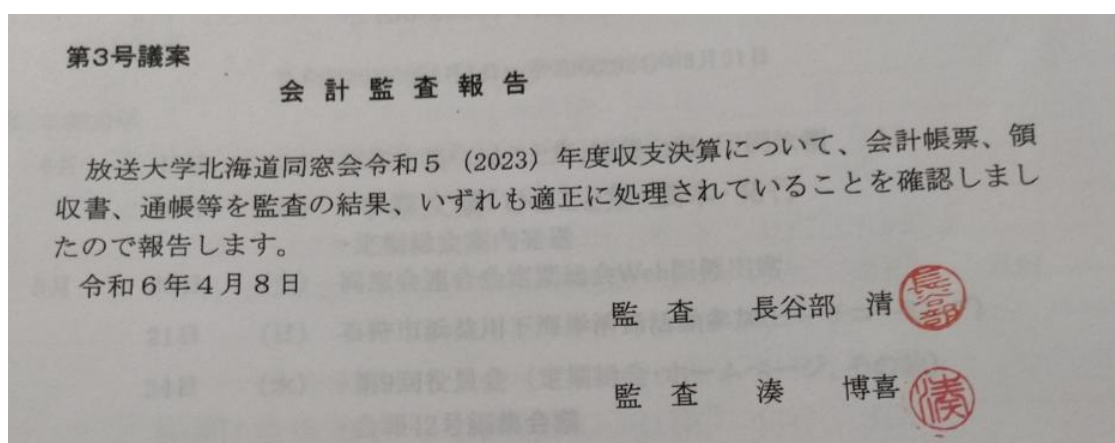 第3号議案
会計監査報告
放送大学北海道同窓会令和5（2023）年度収支決算について、会計帳票、領
収書、通帳等を監査の結果、いずれも適正に処理されていることを確認しまし
たので報告します。
令和6年4月8日
監査 長谷部 清 長谷部
監査 湊 博喜 湊